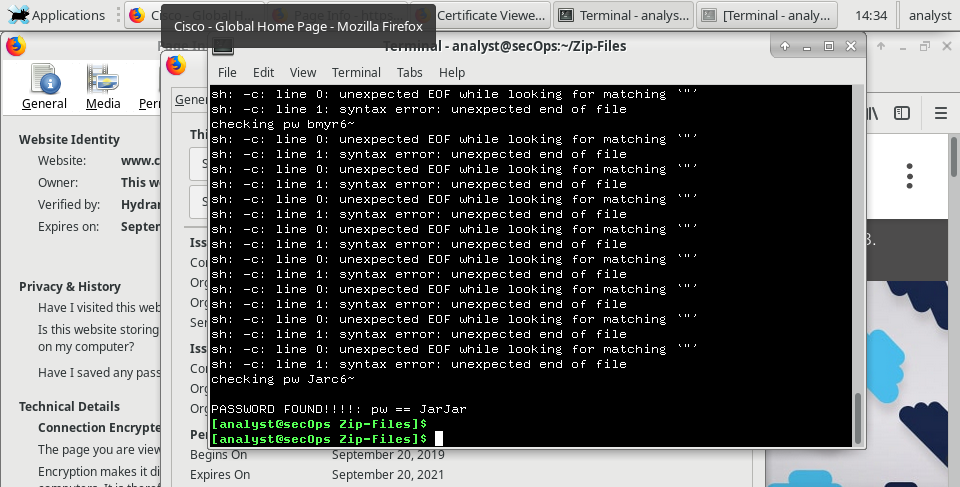 Applications
Cisco - Global H...
Page Info - https...
Certificate Viewe...
Terminal - analys...
[Terminal - analy...
14:34
analyst
Cisco - Global Home Page - Mozilla Firefox
Terminal - analyst@secOps:~/Zip-Files
File Edit View Terminal Tabs Help
General
Media
Perm
Website Identity
Website: www.c
Owner: This we
Verified by: Hydran
Expires on: Septem
Privacy & History
Have I visited this web
Is this website storing
on my computer?
Have I saved any pass
Technical Details
Connection Encrypte
The page you are view
Encryption makes it di
Gener
Thi
S
S
Iss
Co
Org
Org
Ser
Iss
Co
Org
Org
Pe
Begins On September 20, 2019
Expires On September 20, 2021
sh: -c: line 0: unexpected EOF while looking for matching `"'
sh: -c: line 1: syntax error: unexpected end of file
checking pw bmyr6~
sh: -c: line 0: unexpected EOF while looking for matching `"'
sh: -c: line 1: syntax error: unexpected end of file
sh: -c: line 0: unexpected EOF while looking for matching `"'
sh: -c: line 1: syntax error: unexpected end of file
sh: -c: line 0: unexpected EOF while looking for matching `"'
sh: -c: line 1: syntax error: unexpected end of file
sh: -c: line 0: unexpected EOF while looking for matching `"'
sh: -c: line 1: syntax error: unexpected end of file
sh: -c: line 0: unexpected EOF while looking for matching `"'
sh: -c: line 1: syntax error: unexpected end of file
sh: -c: line 0: unexpected EOF while looking for matching `"'
sh: -c: line 1: syntax error: unexpected end of file
sh: -c: line 0: unexpected EOF while looking for matching `"'
sh: -c: line 1: syntax error: unexpected end of file
sh: -c: line 0: unexpected EOF while looking for matching `"'
sh: -c: line 1: syntax error: unexpected end of file
checking pw Jarc6~
PASSWORD FOUND!!!!: pw == JarJar
[analyst@secOps Zip-Files]$
[analyst@secOps Zip-Files]$
3.